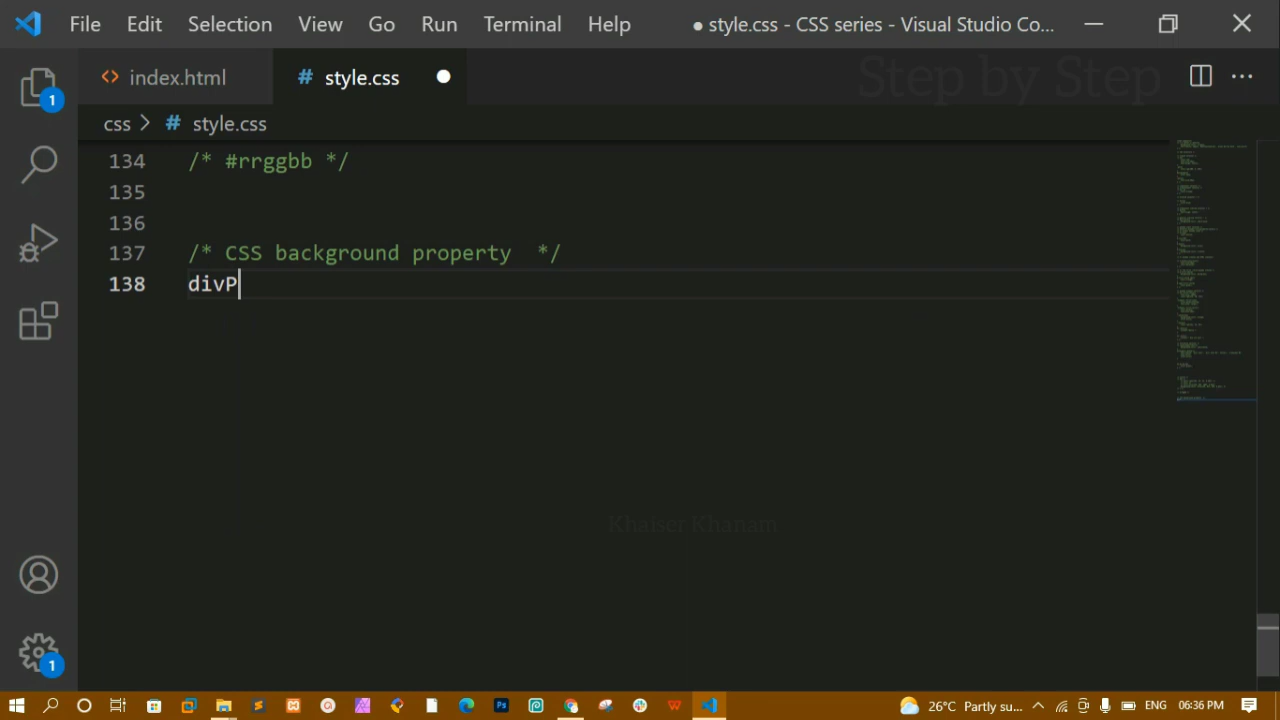 File Edit Selection View Go Run Terminal Help ● style.css - CSS series - Visual Studio Co...
<> index.html # style.css ●
Step by Step
css > # style.css
134 /* #rrggbb */
135
136
137 /* CSS background property */
138 divP
Khaiser Khanam
1
1
26°C Partly su... ENG 06:36 PM